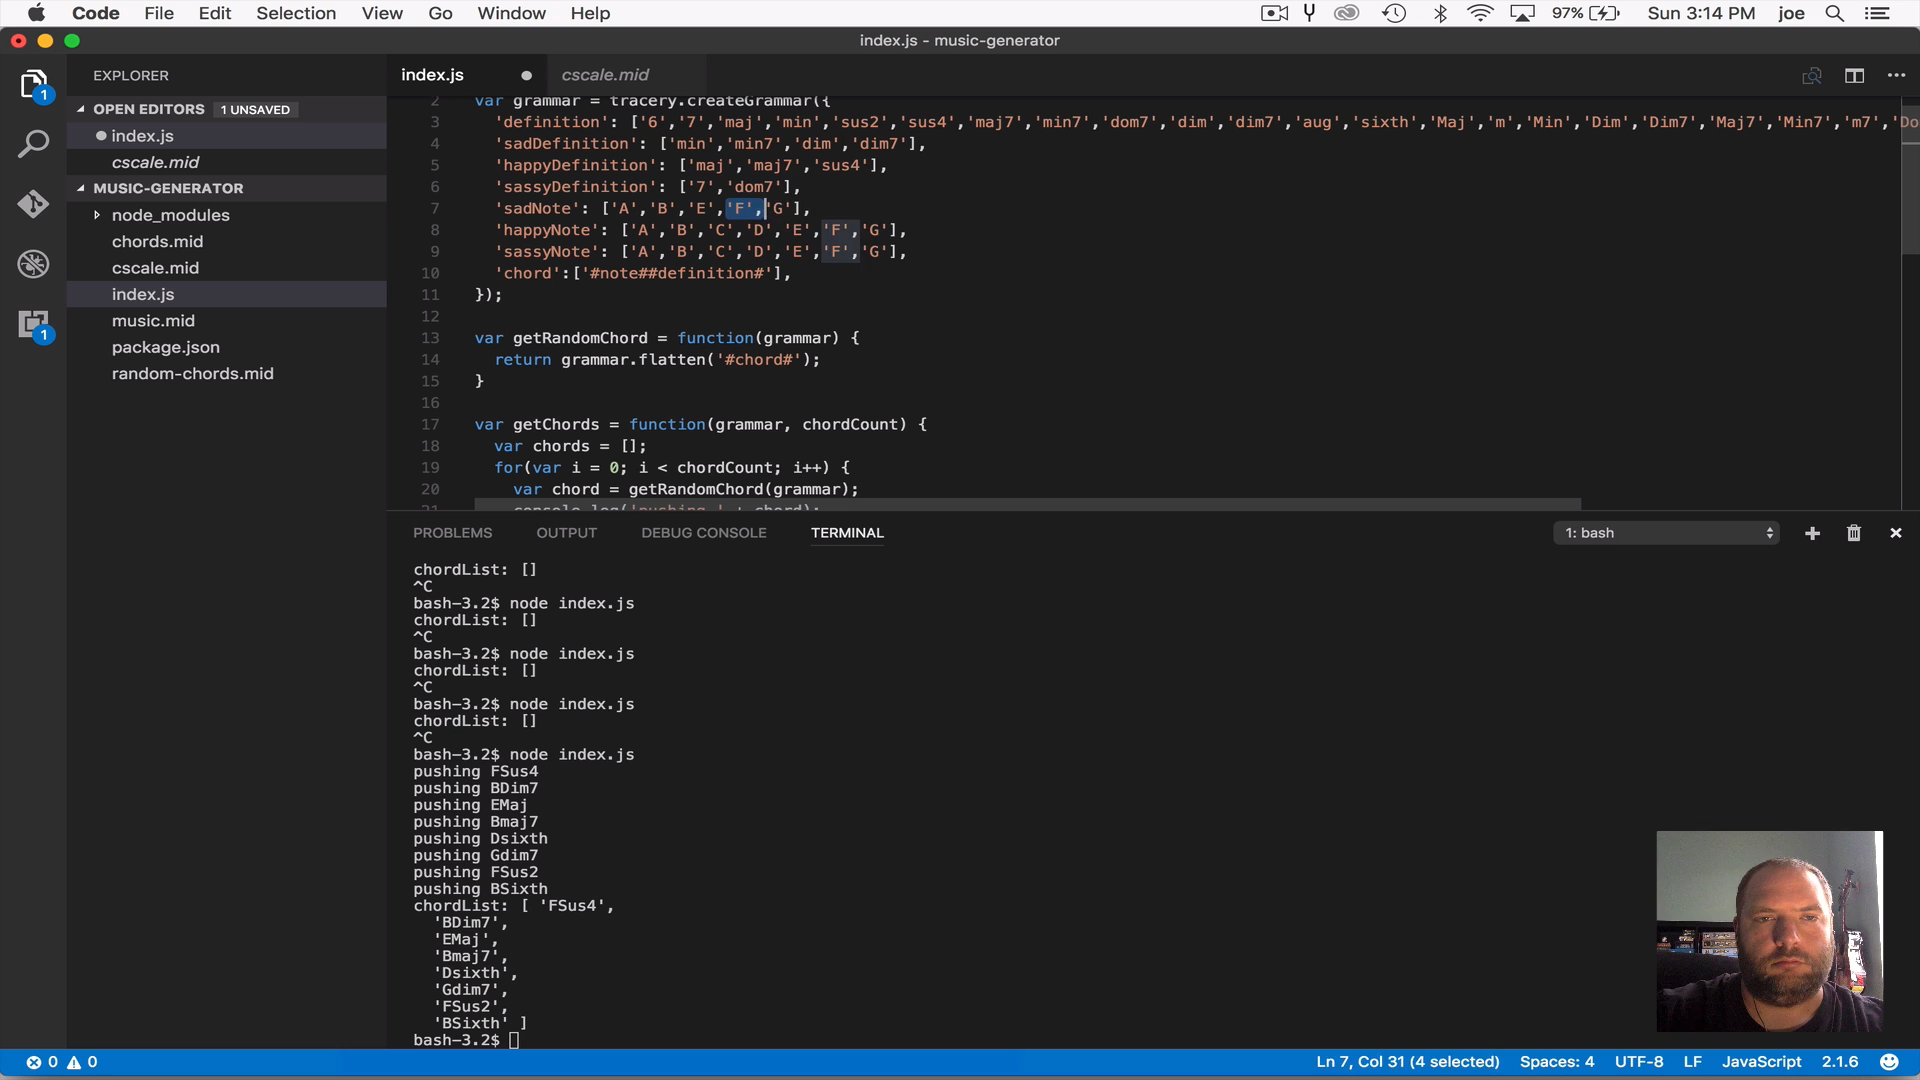 Code File Edit Selection View Go Window Help 97% Sun 3:14 PM joe
index.js - music-generator
EXPLORER
index.js
cscale.mid
OPEN EDITORS 1 UNSAVED
index.js
cscale.mid
MUSIC-GENERATOR
node_modules
chords.mid
cscale.mid
index.js
music.mid
package.json
random-chords.mid
1
1
2 var grammar = tracery.createGrammar({
3 'definition': ['6','7','maj','min','sus2','sus4','maj7','min7','dom7','dim','dim7','aug','sixth','Maj','m','Min','Dim','Dim7','Maj7','Min7','m7','Do
4 'sadDefinition': ['min','min7','dim','dim7'],
5 'happyDefinition': ['maj','maj7','sus4'],
6 'sassyDefinition': ['7','dom7'],
7 'sadNote': ['A','B','E','F','G'],
8 'happyNote': ['A','B','C','D','E','F','G'],
9 'sassyNote': ['A','B','C','D','E','F','G'],
10 'chord':['#note##definition#'],
11 });
12
13 var getRandomChord = function(grammar) {
14 return grammar.flatten('#chord#');
15 }
16
17 var getChords = function(grammar, chordCount) {
18 var chords = [];
19 for(var i = 0; i < chordCount; i++) {
20 var chord = getRandomChord(grammar);
21 console.log('pushing ' + chord);
PROBLEMS OUTPUT DEBUG CONSOLE TERMINAL 1: bash
chordList: []
^C
bash-3.2$ node index.js
chordList: []
^C
bash-3.2$ node index.js
chordList: []
^C
bash-3.2$ node index.js
chordList: []
^C
bash-3.2$ node index.js
pushing FSus4
pushing BDim7
pushing EMaj
pushing Bmaj7
pushing Dsixth
pushing Gdim7
pushing FSus2
pushing BSixth
chordList: [ 'FSus4',
'BDim7',
'EMaj',
'Bmaj7',
'Dsixth',
'Gdim7',
'FSus2',
'BSixth' ]
bash-3.2$
0 0 Ln 7, Col 31 (4 selected) Spaces: 4 UTF-8 LF JavaScript 2.1.6